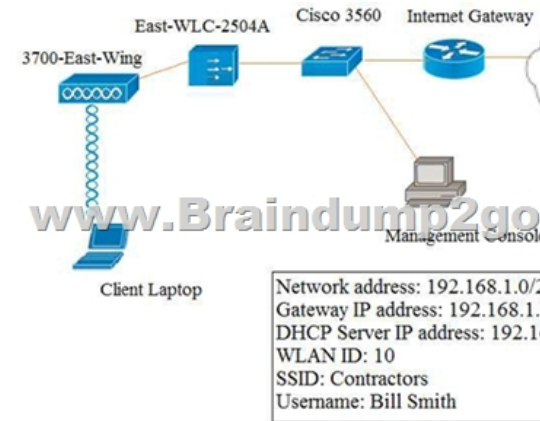 Cisco 3560
Internet Gateway
East-WLC-2504A
3700-East-Wing
www.Braindump2go
Management Console
Client Laptop
Network address: 192.168.1.0/2
Gateway IP address: 192.168.1.
DHCP Server IP address: 192.1
WLAN ID: 10
SSID: Contractors
Username: Bill Smith